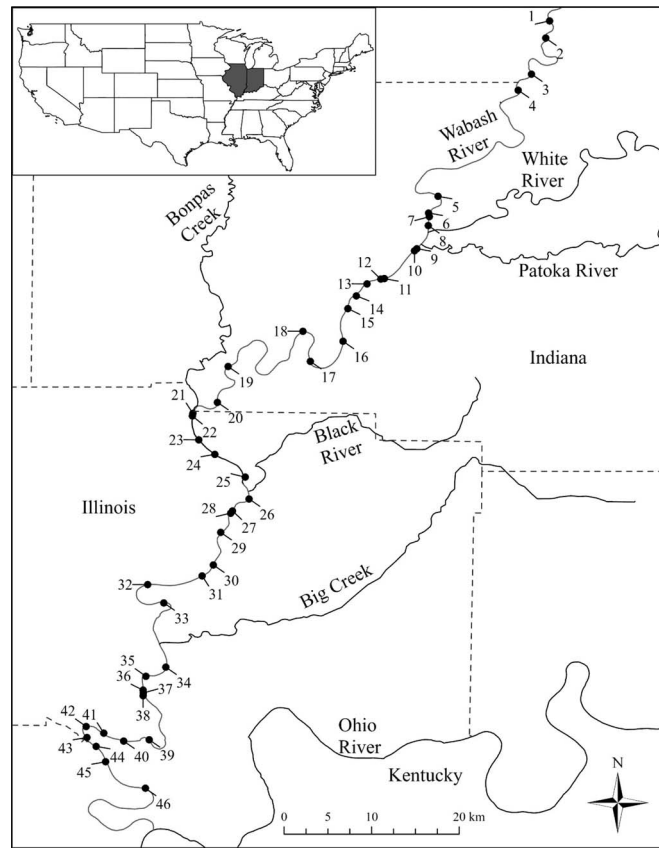 1
2
3
4
Wabash
River
White
River
Bonpas
Creek
5
7
6
8
9
10
Patoka River
12
11
13
14
15
18
16
17
Indiana
19
20
21
22
23
Black
River
24
25
Illinois
26
28
27
29
30
31
32
33
Big Creek
35
34
36
37
38
42
41
39
43
44
40
45
46
Ohio
River
Kentucky
N
0 5 10 20 km